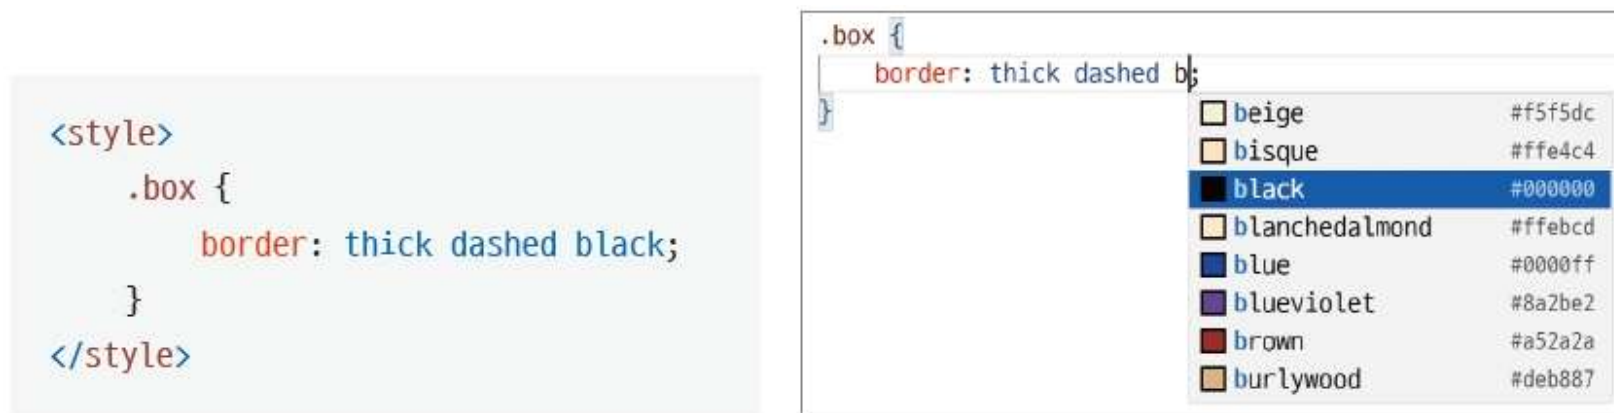 <style>
.box {
border: thick dashed black;
}
</style>
.box {
border: thick dashed b;
}
beige #f5f5dc
bisque #ffe4c4
black #000000
blanchedalmond #ffebcd
blue #0000ff
blueviolet #8a2be2
brown #a52a2a
burlywood #deb887